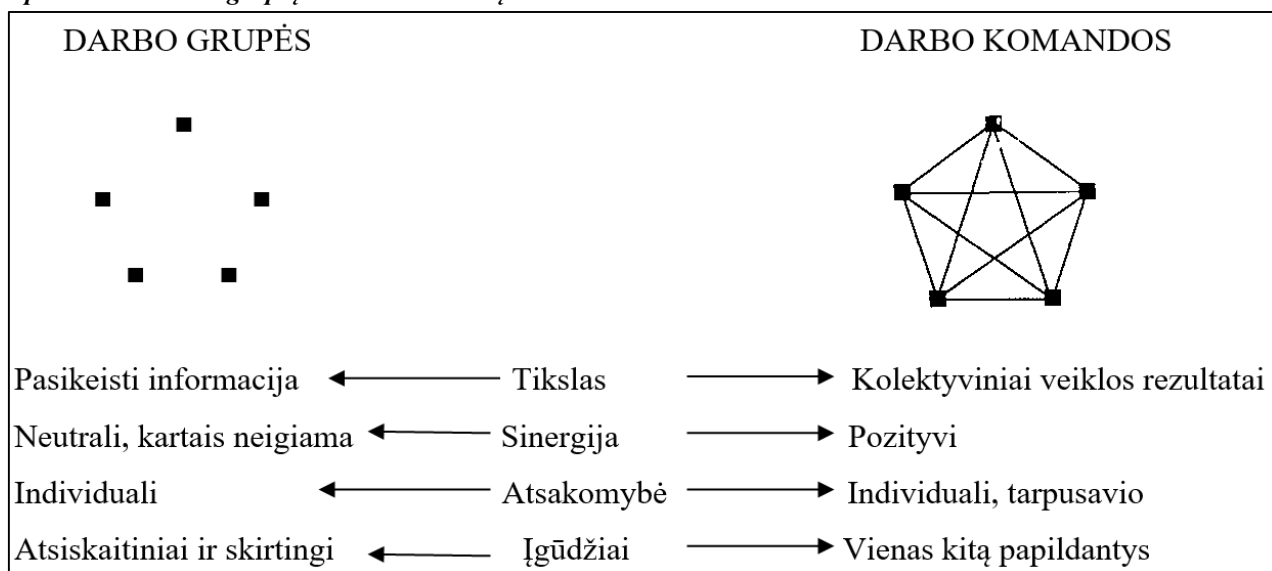 DARBO GRUPĖS DARBO KOMANDOS
Pasikeisti informacija Tikslas Kolektyviniai veiklos rezultatai
Neutrali, kartais neigiama Sinergija Pozityvi
Individuali Atsakomybė Individuali, tarpusavio
Atsiskaitiniai ir skirtingi Įgūdžiai Vienas kitą papildantys